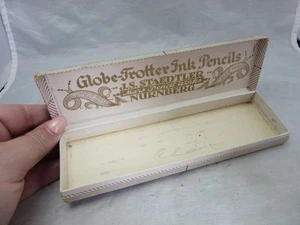 Globe-Trotter Ink Pencils
J.S. STAEDTLER
NÜRNBERG